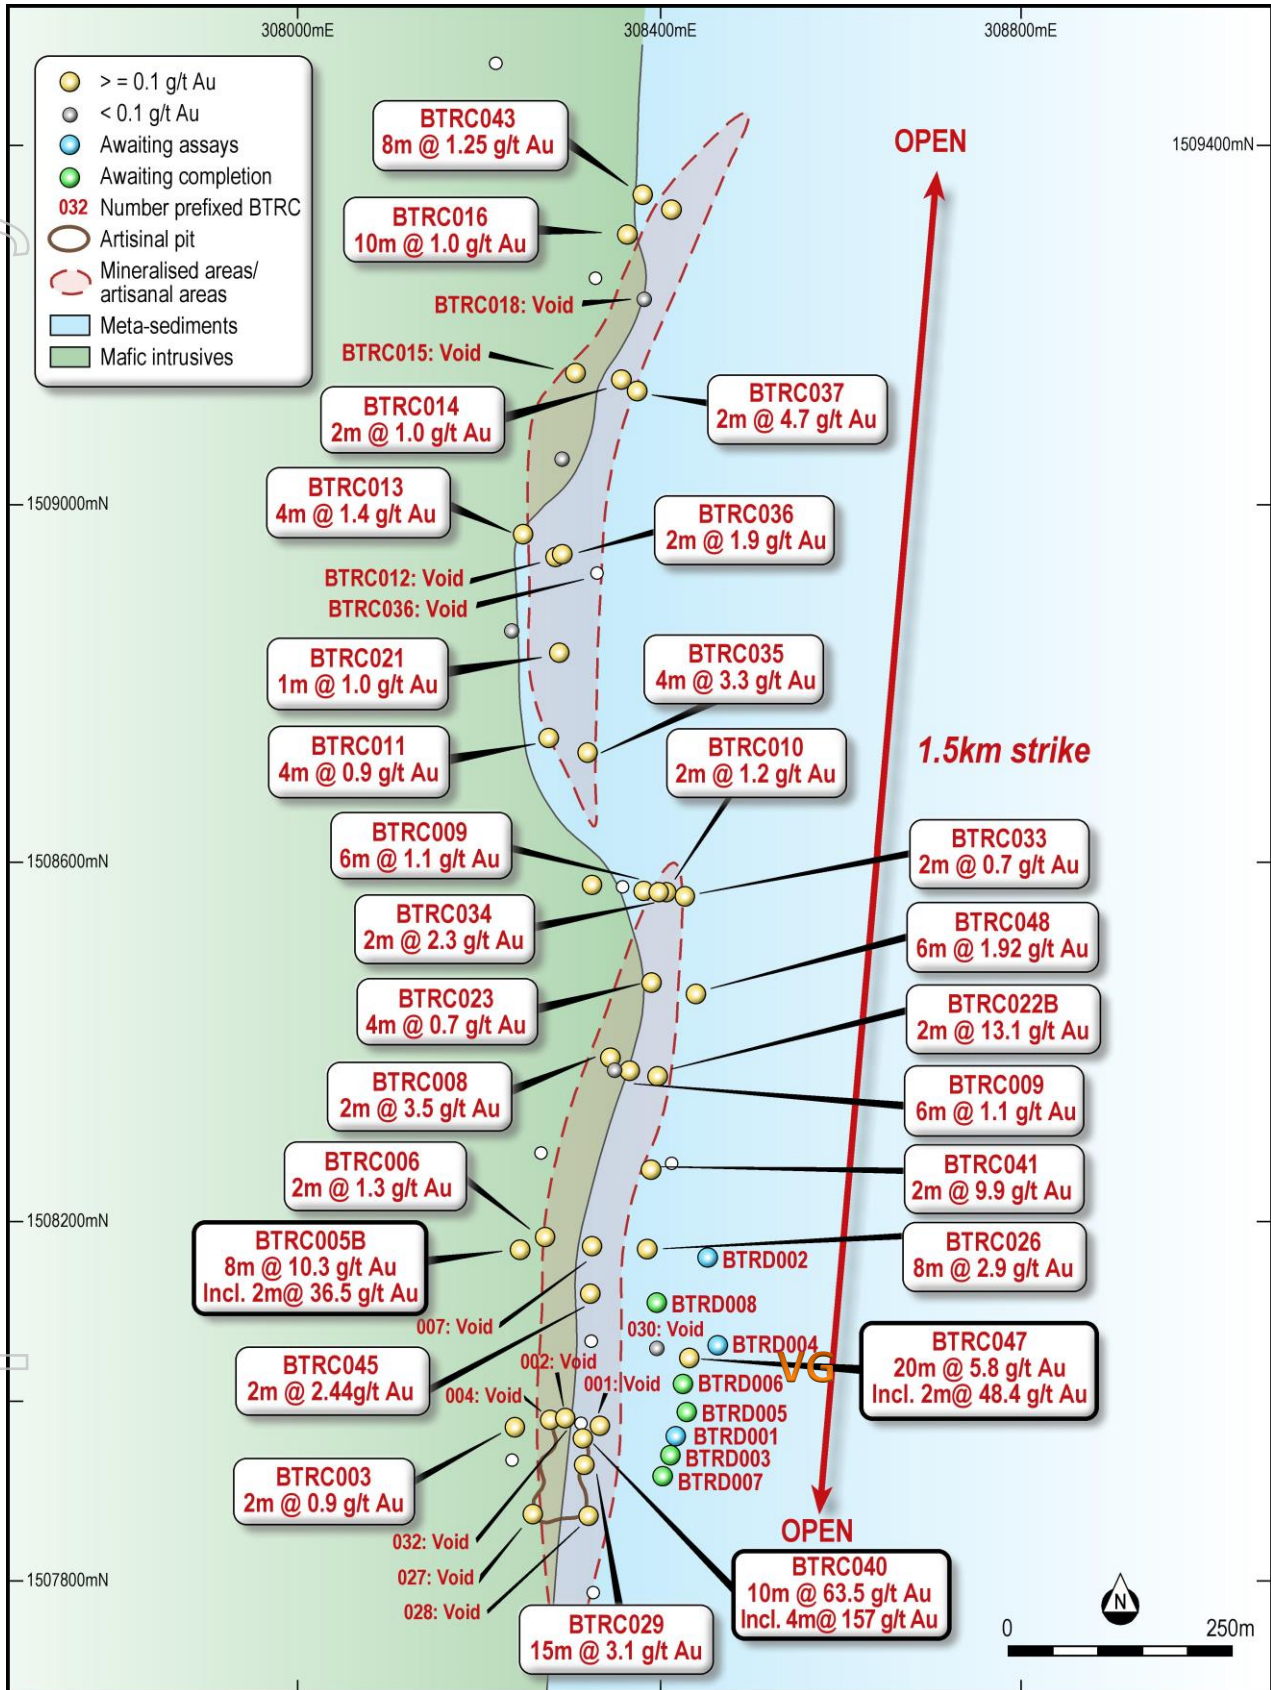 308000mE
308400mE
308800mE
> = 0.1 g/t Au
< 0.1 g/t Au
Awaiting assays
Awaiting completion
032 Number prefixed BTRC
Artisinal pit
Mineralised areas/
artisanal areas
Meta-sediments
Mafic intrusives
BTRC043
8m @ 1.25 g/t Au
OPEN
1509400mN
BTRC016
10m @ 1.0 g/t Au
BTRC018: Void
BTRC015: Void
BTRC014
2m @ 1.0 g/t Au
BTRC037
2m @ 4.7 g/t Au
BTRC013
4m @ 1.4 g/t Au
1509000mN
BTRC036
2m @ 1.9 g/t Au
BTRC012: Void
BTRC036: Void
BTRC021
1m @ 1.0 g/t Au
BTRC035
4m @ 3.3 g/t Au
BTRC011
4m @ 0.9 g/t Au
BTRC010
2m @ 1.2 g/t Au
1.5km strike
BTRC009
6m @ 1.1 g/t Au
1508600mN
BTRC033
2m @ 0.7 g/t Au
BTRC034
2m @ 2.3 g/t Au
BTRC048
6m @ 1.92 g/t Au
BTRC023
4m @ 0.7 g/t Au
BTRC022B
2m @ 13.1 g/t Au
BTRC008
2m @ 3.5 g/t Au
BTRC009
6m @ 1.1 g/t Au
BTRC006
2m @ 1.3 g/t Au
BTRC041
2m @ 9.9 g/t Au
1508200mN
BTRC005B
8m @ 10.3 g/t Au
Incl. 2m@ 36.5 g/t Au
BTRC026
8m @ 2.9 g/t Au
BTRD002
BTRD008
007: Void
030: Void
BTRD004
VG
BTRC047
20m @ 5.8 g/t Au
Incl. 2m@ 48.4 g/t Au
BTRC045
2m @ 2.44g/t Au
002: Void
001: Void
004: Void
BTRD006
BTRD005
BTRD001
BTRD003
BTRD007
BTRC003
2m @ 0.9 g/t Au
032: Void
027: Void
028: Void
OPEN
1507800mN
BTRC040
10m @ 63.5 g/t Au
Incl. 4m@ 157 g/t Au
BTRC029
15m @ 3.1 g/t Au
N
0
250m